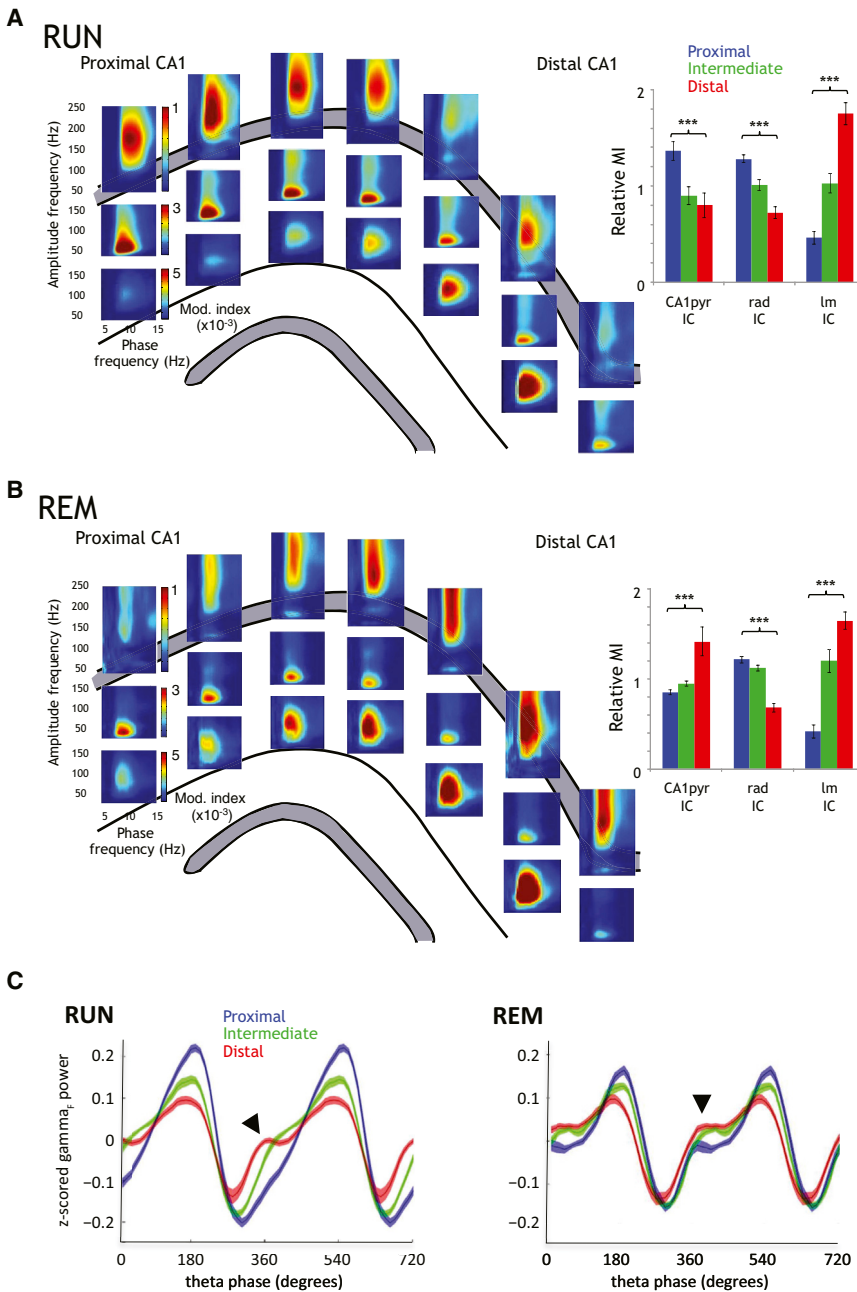 A
RUN
Proximal CA1
Distal CA1
Amplitude frequency (Hz)
250
200
150
100
50
150
100
50
150
100
50
1
3
5
5 10 15
Phase
frequency (Hz)
Mod. index
(x10-3)
Proximal
Intermediate
Distal
Relative MI
2
1
0
***
***
***
CA1pyr
IC
rad
IC
lm
IC
B
REM
Proximal CA1
Distal CA1
Amplitude frequency (Hz)
250
200
150
100
50
150
100
50
150
100
50
1
3
5
5 10 15
Phase
frequency (Hz)
Mod. index
(x10-3)
Relative MI
2
1
0
***
***
***
CA1pyr
IC
rad
IC
lm
IC
C
RUN
Proximal
Intermediate
Distal
z-scored gammaF power
0.2
0.1
0
−0.1
−0.2
0 180 360 540 720
theta phase (degrees)
REM
0.2
0.1
0
−0.1
−0.2
0 180 360 540 720
theta phase (degrees)